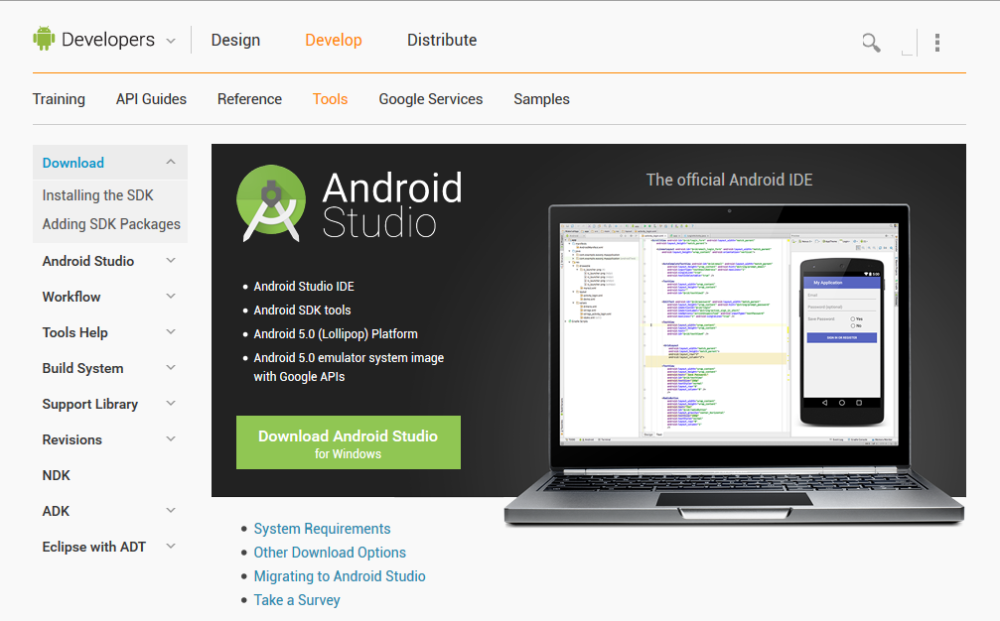 Developers
Design
Develop
Distribute
Training
API Guides
Reference
Tools
Google Services
Samples
Download
Installing the SDK
Adding SDK Packages
Android Studio
Workflow
Tools Help
Build System
Support Library
Revisions
NDK
ADK
Eclipse with ADT
Android
Studio
The official Android IDE
Android Studio IDE
Android SDK tools
Android 5.0 (Lollipop) Platform
Android 5.0 emulator system image
with Google APIs
Download Android Studio
for Windows
My Application
Email
Password (optional)
Yes
No
SIGN IN OR REGISTER
System Requirements
Other Download Options
Migrating to Android Studio
Take a Survey